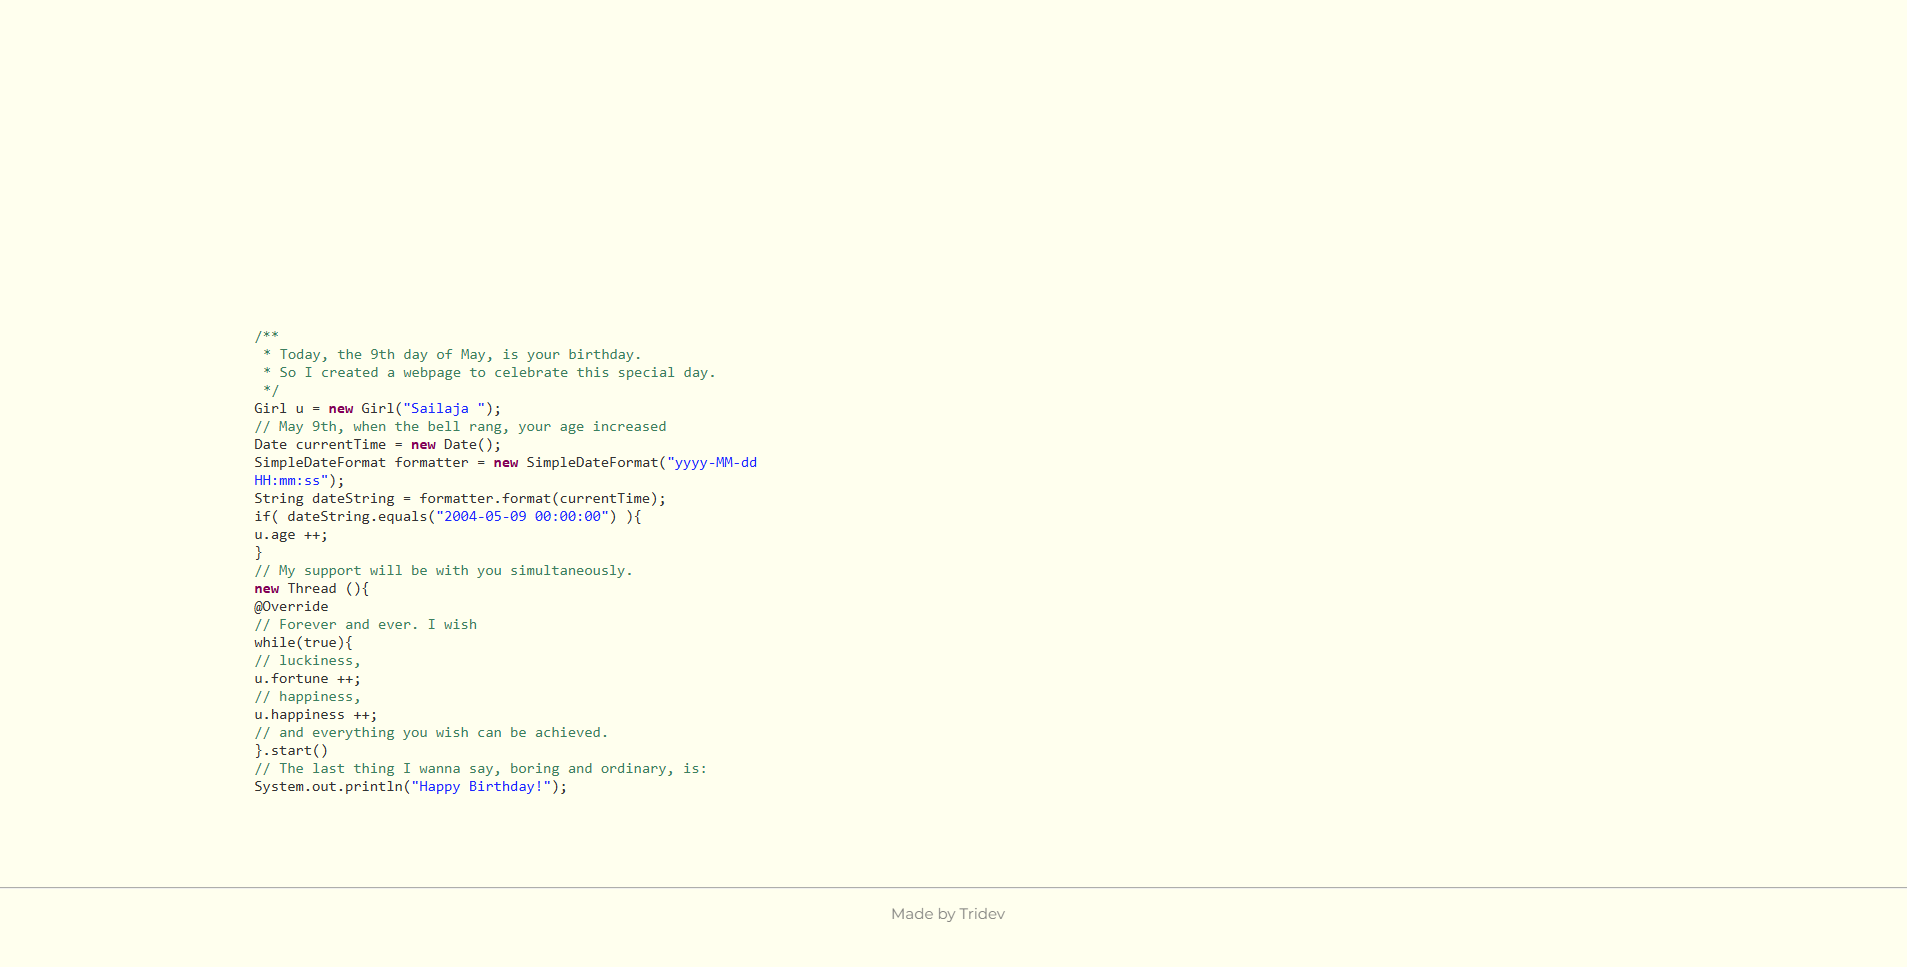 /**
 * Today, the 9th day of May, is your birthday.
 * So I created a webpage to celebrate this special day.
 */
Girl u = new Girl("Sailaja ");
// May 9th, when the bell rang, your age increased
Date currentTime = new Date();
SimpleDateFormat formatter = new SimpleDateFormat("yyyy-MM-dd
HH:mm:ss");
String dateString = formatter.format(currentTime);
if( dateString.equals("2004-05-09 00:00:00") ){
u.age ++;
}
// My support will be with you simultaneously.
new Thread (){
@Override
// Forever and ever. I wish
while(true){
// luckiness,
u.fortune ++;
// happiness,
u.happiness ++;
// and everything you wish can be achieved.
}.start()
// The last thing I wanna say, boring and ordinary, is:
System.out.println("Happy Birthday!");
Made by Tridev